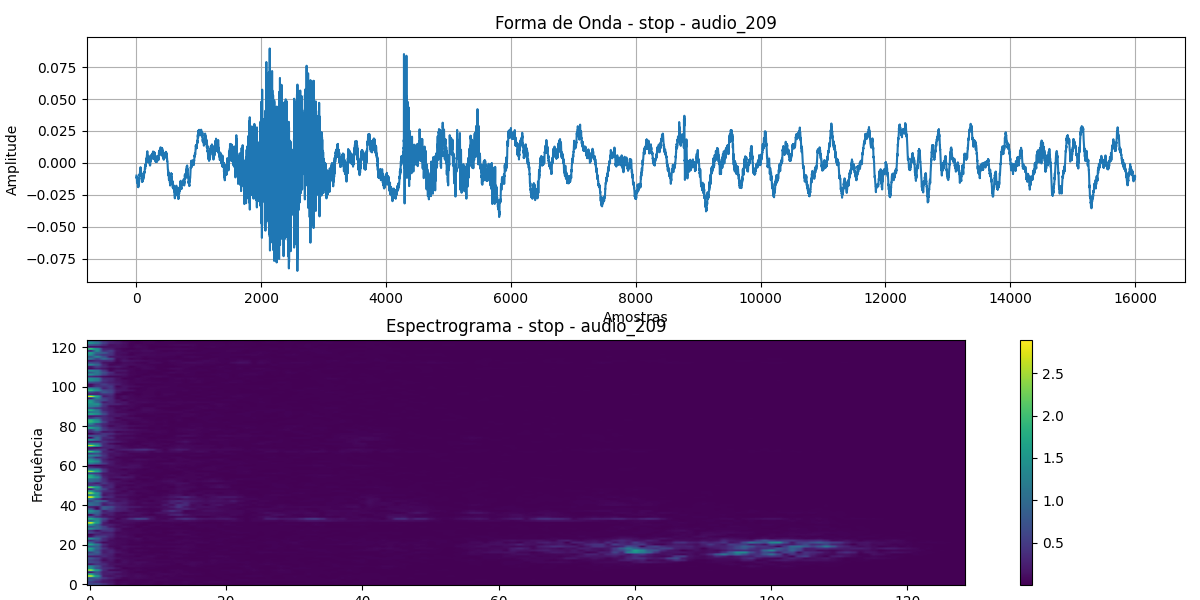 Forma de Onda - stop - audio_209
Amplitude
0.075
0.050
0.025
0.000
−0.025
−0.050
−0.075
0 2000 4000 6000 8000 10000 12000 14000 16000
Amostras
Espectrograma - stop - audio_209
Frequência
120
100
80
60
40
20
0
0 20 40 60 80 100 120
2.5
2.0
1.5
1.0
0.5